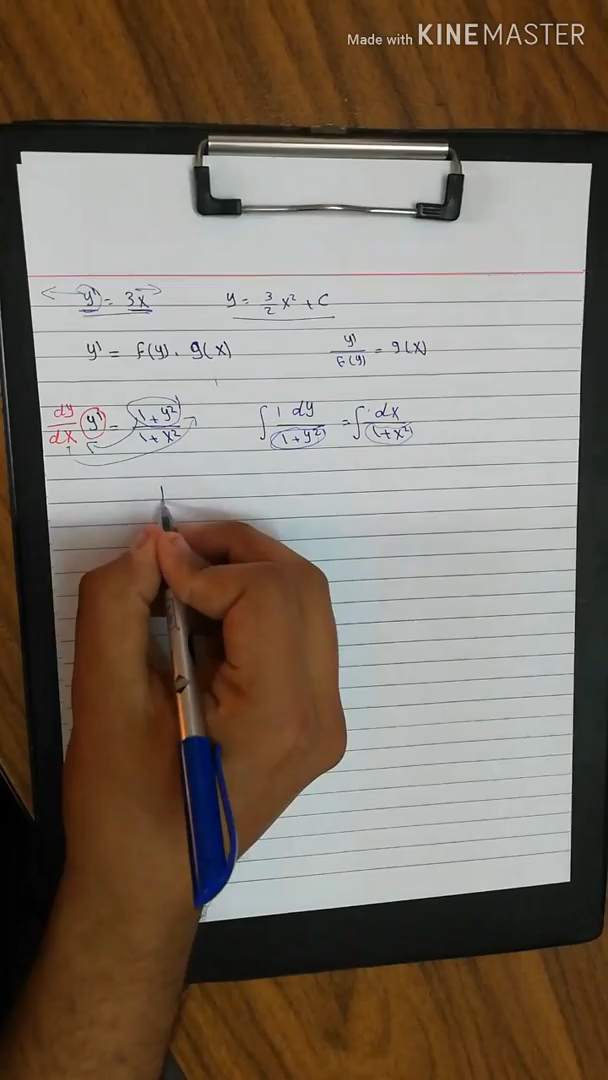 Made with KINEMASTER
y' = 3x y = 3/2 x² + C
y' = f(y) . g(x) y'/f(y) = g(x)
dy/dx y' = 1+y²/1+x² ∫ 1 dy/(1+y²) = ∫ dx/(1+x²)